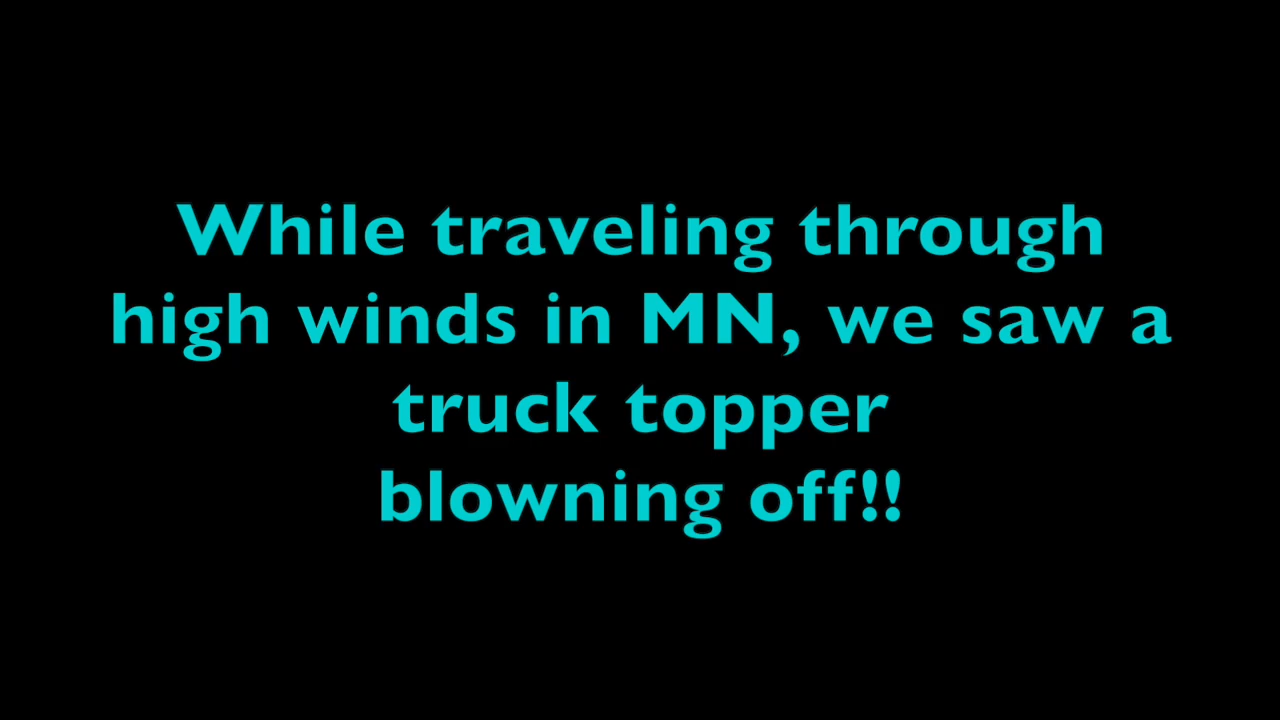 While traveling through
high winds in MN, we saw a
truck topper
blowning off!!